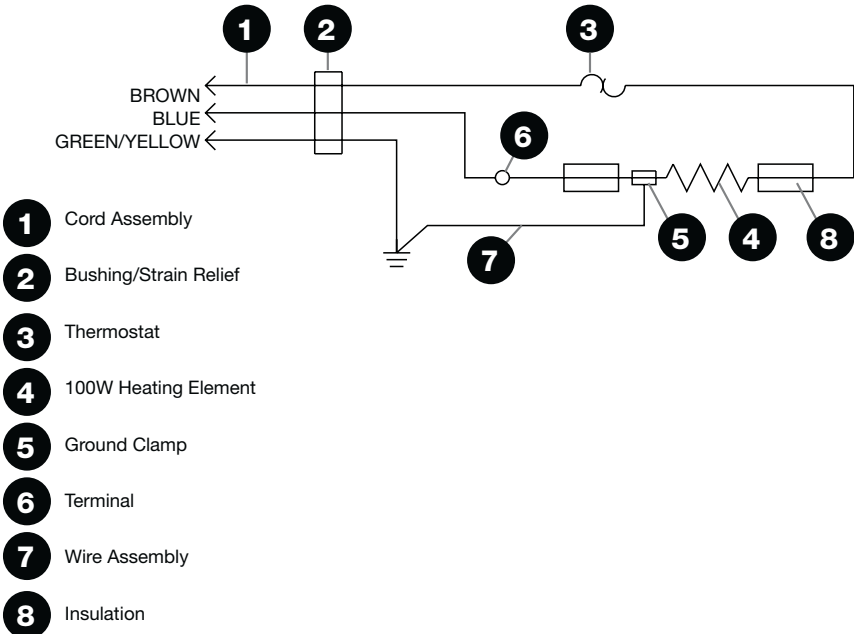 1 2 3
BROWN
BLUE
GREEN/YELLOW
6
5 4 8
7
1 Cord Assembly
2 Bushing/Strain Relief
3 Thermostat
4 100W Heating Element
5 Ground Clamp
6 Terminal
7 Wire Assembly
8 Insulation